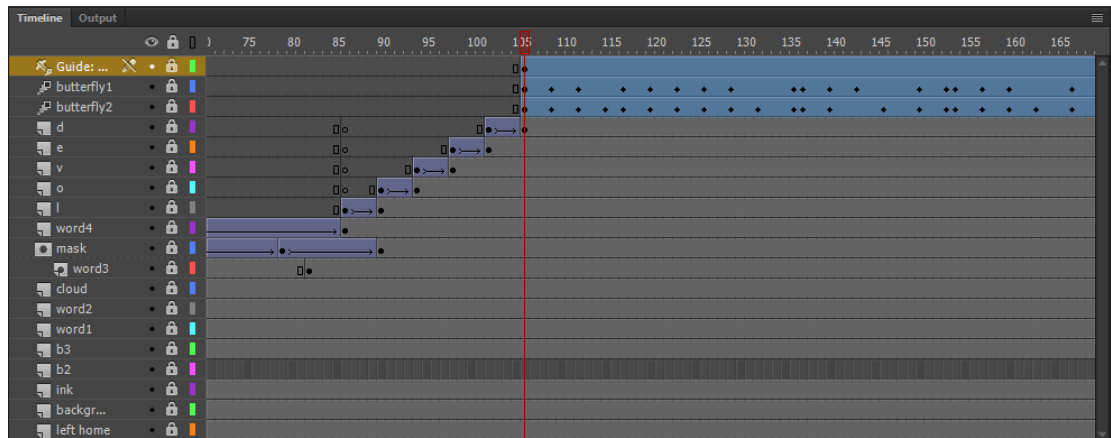 Timeline Output
75 80 85 90 95 100 105 110 115 120 125 130 135 140 145 150 155 160 165
Guide: ...
butterfly1
butterfly2
d
e
v
o
l
word4
mask
word3
cloud
word2
word1
b3
b2
ink
backgr...
left home